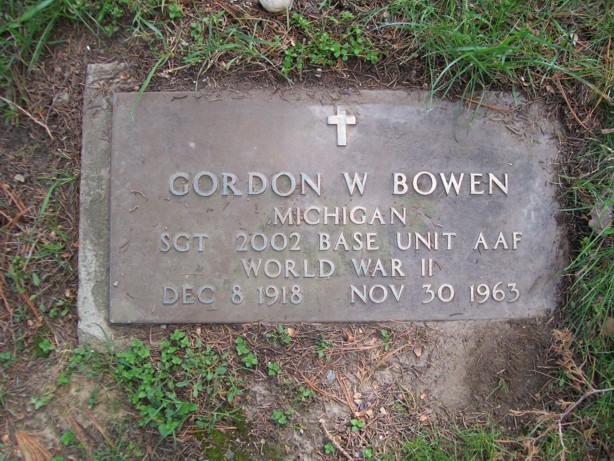 GORDON W BOWEN
MICHIGAN
SGT 2002 BASE UNIT AAF
WORLD WAR II
DEC 8 1918 NOV 30 1963